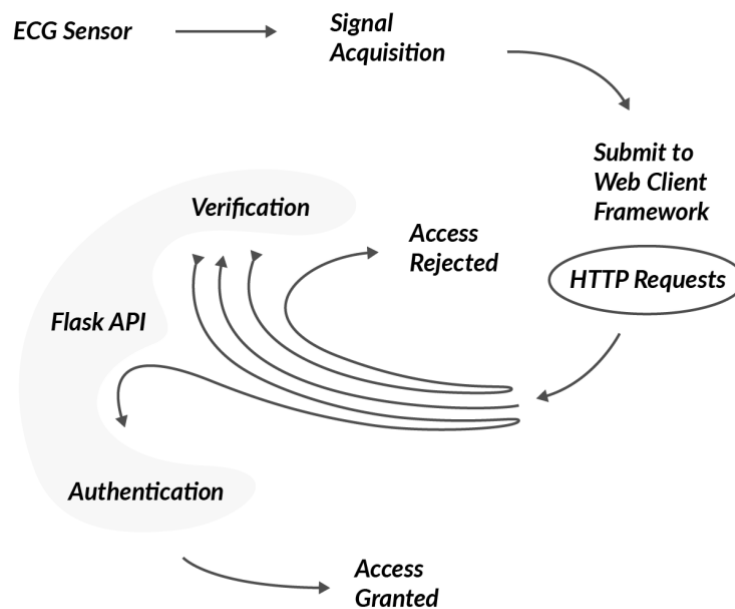 ECG Sensor
Signal
Acquisition
Submit to
Web Client
Framework
HTTP Requests
Verification
Access
Rejected
Flask API
Authentication
Access
Granted